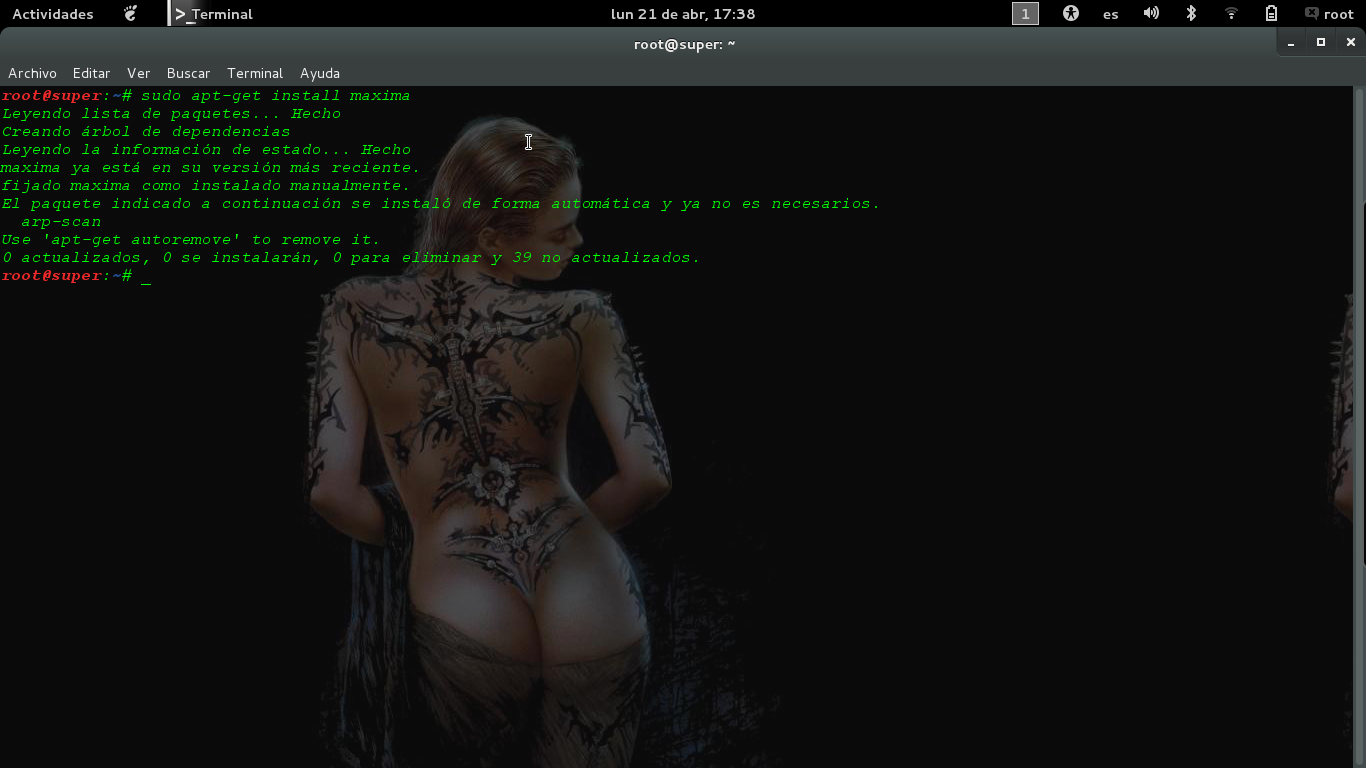 Actividades Terminal lun 21 de abr, 17:38 1 es root
root@super: ~
Archivo Editar Ver Buscar Terminal Ayuda
root@super:~# sudo apt-get install maxima
Leyendo lista de paquetes... Hecho
Creando árbol de dependencias
Leyendo la información de estado... Hecho
maxima ya está en su versión más reciente.
fijado maxima como instalado manualmente.
El paquete indicado a continuación se instaló de forma automática y ya no es necesarios.
  arp-scan
Use 'apt-get autoremove' to remove it.
0 actualizados, 0 se instalarán, 0 para eliminar y 39 no actualizados.
root@super:~# _